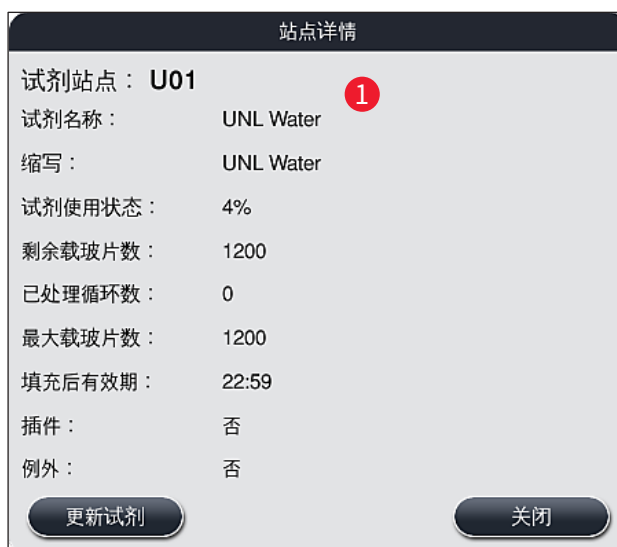 站点详情
试剂站点： U01
1
试剂名称： UNL Water
缩写： UNL Water
试剂使用状态： 4%
剩余载玻片数： 1200
已处理循环数： 0
最大载玻片数： 1200
填充后有效期： 22:59
插件： 否
例外： 否
更新试剂 关闭